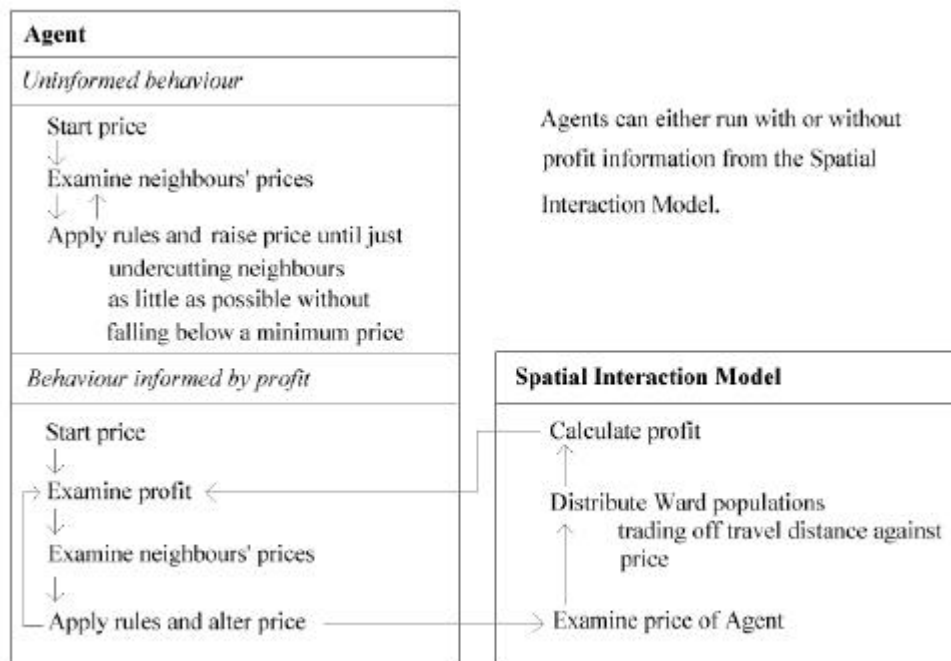 Agent
Uninformed behaviour
Start price
Examine neighbours' prices
Apply rules and raise price until just
undercutting neighbours
as little as possible without
falling below a minimum price
Agents can either run with or without
profit information from the Spatial
Interaction Model.
Behaviour informed by profit
Start price
Examine profit
Examine neighbours' prices
Apply rules and alter price
Spatial Interaction Model
Calculate profit
Distribute Ward populations
trading off travel distance against
price
Examine price of Agent